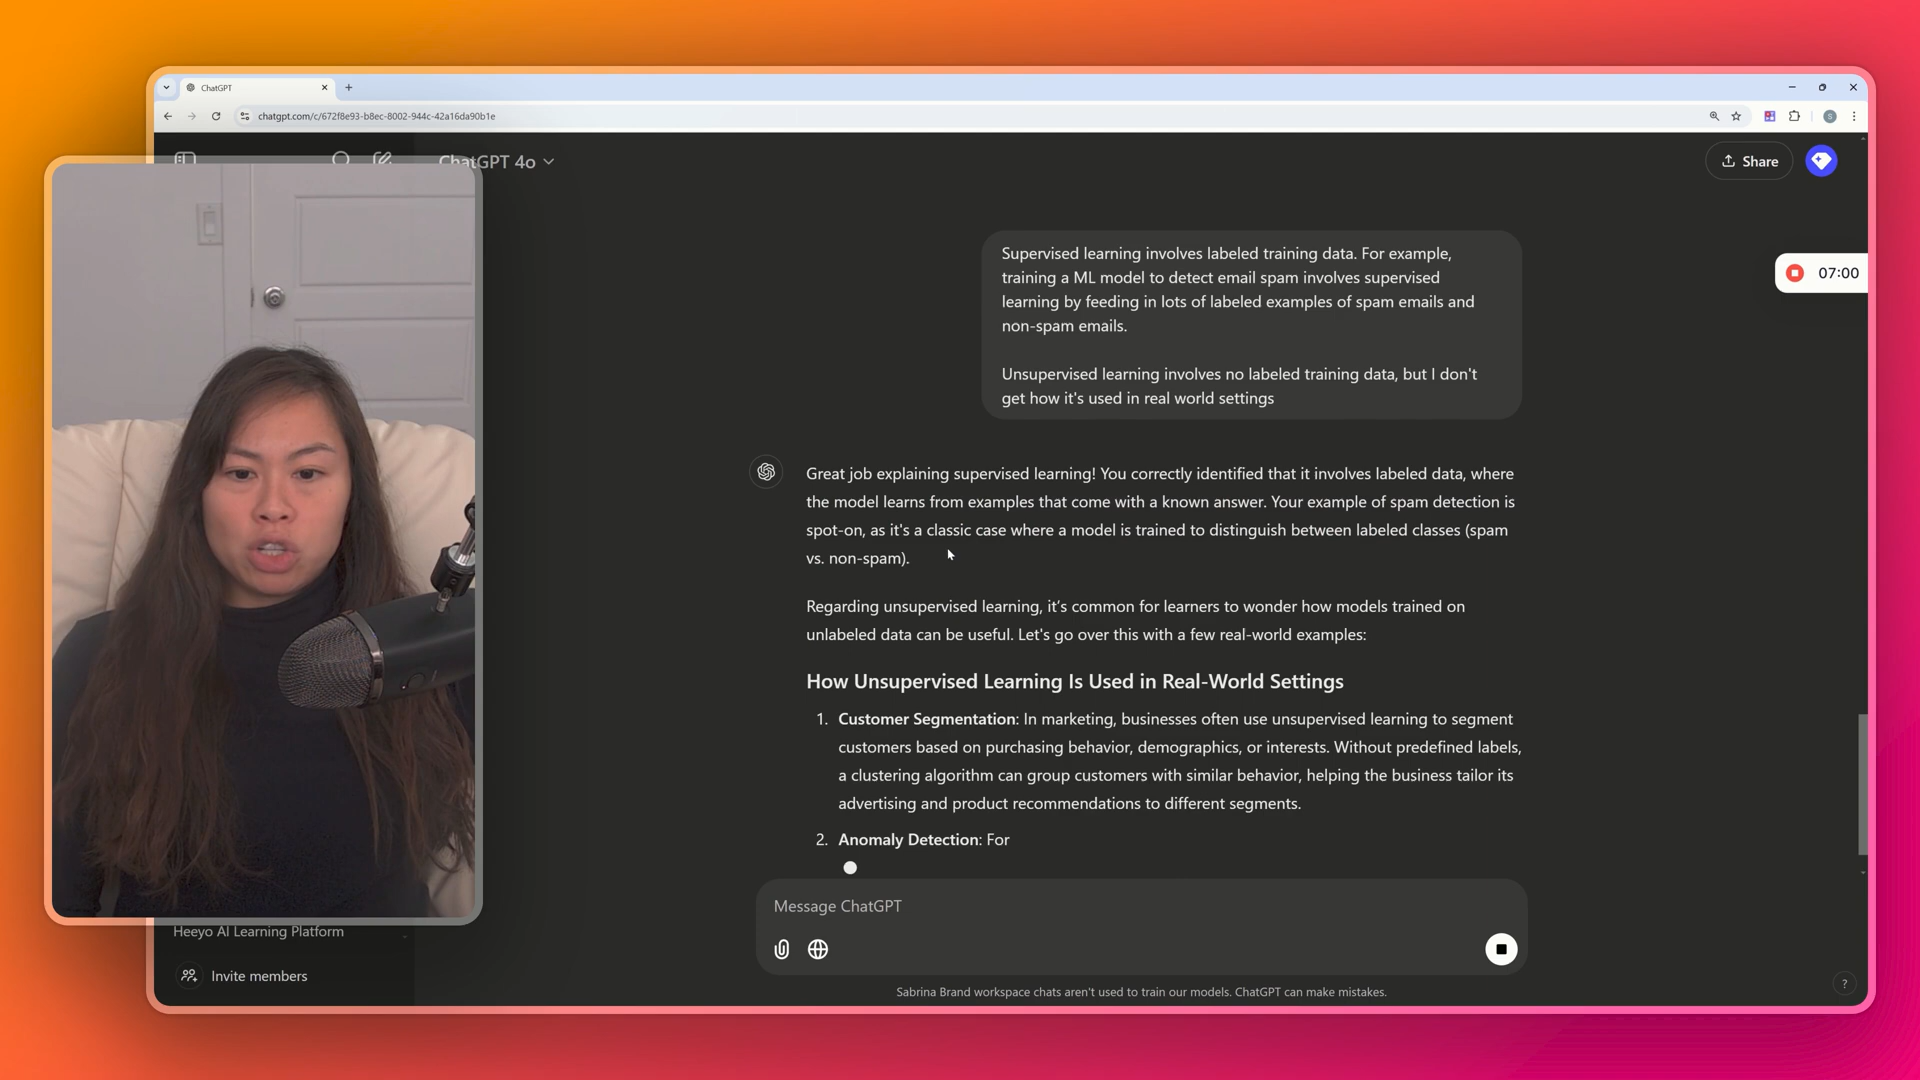 ChatGPT
chatgpt.com/c/672f8e93-b8ec-8002-944c-42a16da90b1e
ChatGPT 4o
Share
Supervised learning involves labeled training data. For example,
training a ML model to detect email spam involves supervised
learning by feeding in lots of labeled examples of spam emails and
non-spam emails.
Unsupervised learning involves no labeled training data, but I don't
get how it's used in real world settings
07:00
Great job explaining supervised learning! You correctly identified that it involves labeled data, where
the model learns from examples that come with a known answer. Your example of spam detection is
spot-on, as it's a classic case where a model is trained to distinguish between labeled classes (spam
vs. non-spam).
Regarding unsupervised learning, it's common for learners to wonder how models trained on
unlabeled data can be useful. Let's go over this with a few real-world examples:
How Unsupervised Learning Is Used in Real-World Settings
1. Customer Segmentation: In marketing, businesses often use unsupervised learning to segment
customers based on purchasing behavior, demographics, or interests. Without predefined labels,
a clustering algorithm can group customers with similar behavior, helping the business tailor its
advertising and product recommendations to different segments.
2. Anomaly Detection: For
Message ChatGPT
Heeyo AI Learning Platform
Invite members
Sabrina Brand workspace chats aren't used to train our models. ChatGPT can make mistakes.
?
S